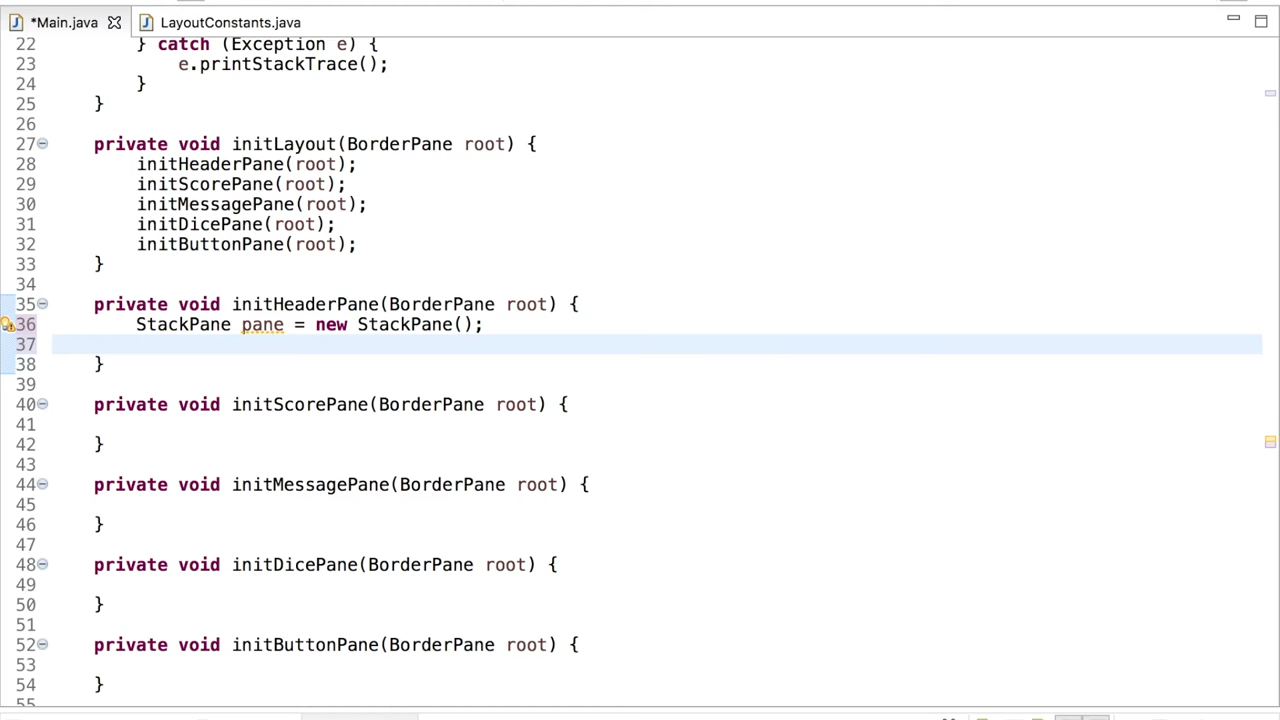 *Main.java
LayoutConstants.java
22 } catch (Exception e) {
23 e.printStackTrace();
24 }
25 }
26
27 private void initLayout(BorderPane root) {
28 initHeaderPane(root);
29 initScorePane(root);
30 initMessagePane(root);
31 initDicePane(root);
32 initButtonPane(root);
33 }
34
35 private void initHeaderPane(BorderPane root) {
36 StackPane pane = new StackPane();
37
38 }
39
40 private void initScorePane(BorderPane root) {
41
42 }
43
44 private void initMessagePane(BorderPane root) {
45
46 }
47
48 private void initDicePane(BorderPane root) {
49
50 }
51
52 private void initButtonPane(BorderPane root) {
53
54 }
55